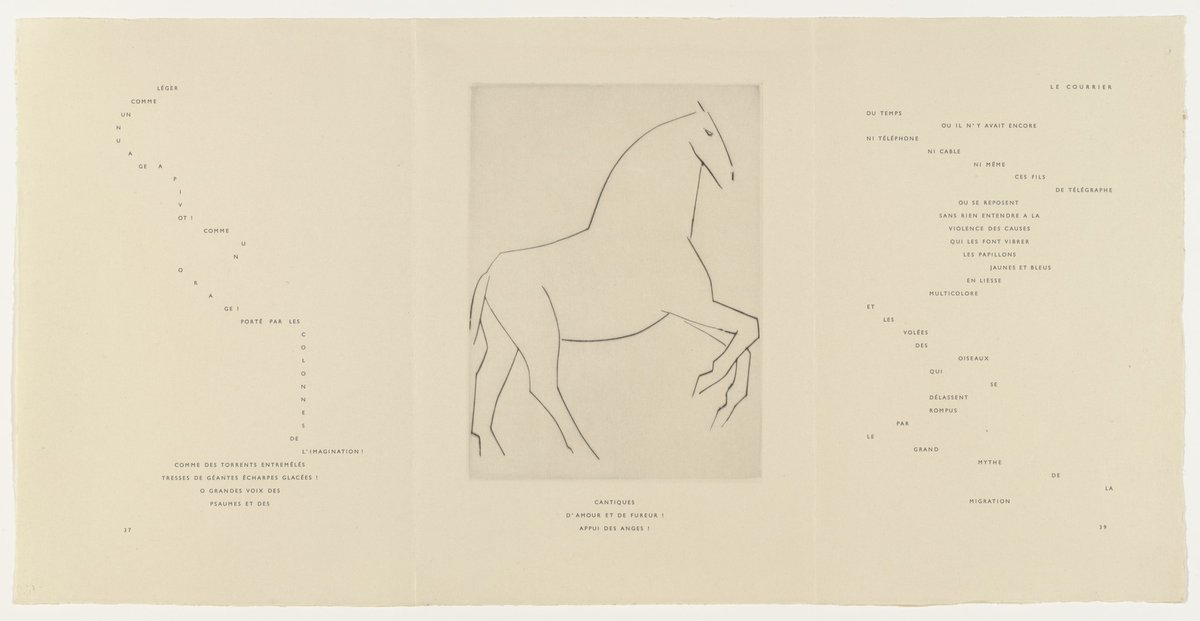 LÉGER
COMME
UN
N
U
A
GE A
P
I
V
OT !
COMME
U
N
O
R
A
GE !
PORTÉ PAR LES
C
O
L
O
N
N
E
S
DE
L'IMAGINATION !
COMME DES TORRENTS ENTREMÊLÉS
TRESSES DE GÉANTES ÉCHARPES GLACÉES !
O GRANDES VOIX DES
PSAUMES ET DES
37
CANTIQUES
D'AMOUR ET DE FUREUR !
APPUI DES ANGES !
LE COURRIER
DU TEMPS
OU IL N'Y AVAIT ENCORE
NI TÉLÉPHONE
NI CABLE
NI MÊME
CES FILS
DE TÉLÉGRAPHE
OU SE REPOSENT
SANS RIEN ENTENDRE A LA
VIOLENCE DES CAUSES
QUI LES FONT VIBRER
LES PAPILLONS
JAUNES ET BLEUS
EN LIESSE
MULTICOLORE
ET
LES
VOLÉES
DES
OISEAUX
QUI
SE
DÉLASSENT
ROMPUS
PAR
LE
GRAND
MYTHE
DE
LA
MIGRATION
39